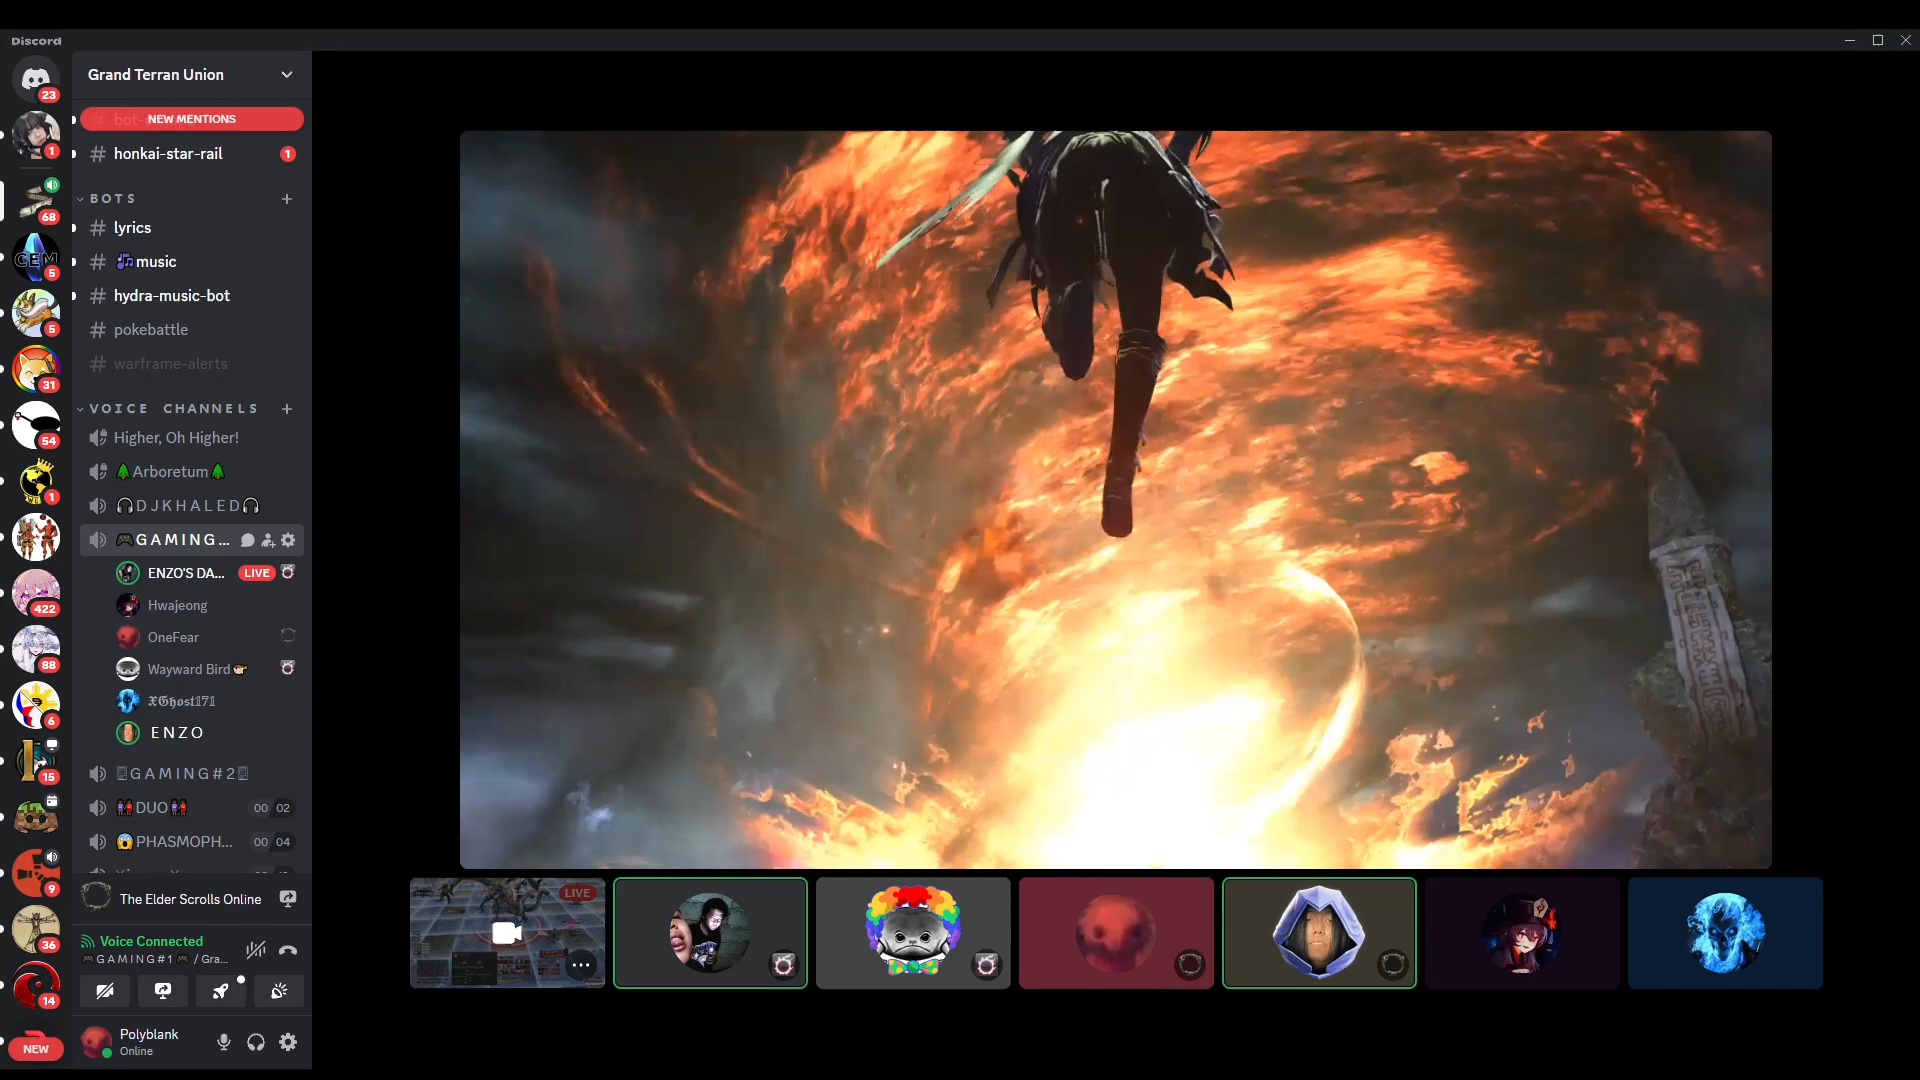 Discord
Grand Terran Union
NEW MENTIONS
honkai-star-rail
1
BOTS
lyrics
music
hydra-music-bot
pokebattle
warframe-alerts
VOICE CHANNELS
Higher, Oh Higher!
Arboretum
DJKHALED
GAMING...
ENZO'S DA...
LIVE
Hwajeong
OneFear
Wayward Bird
𝖃𝕲𝖍𝖔𝖘𝖙171
ENZO
GAMING#2
DUO
00 02
PHASMOPH...
00 04
The Elder Scrolls Online
Voice Connected
GAMING#1 / Gra...
Polyblank
Online
23
1
68
CEM
5
5
31
54
1
422
88
6
15
9
36
14
NEW
LIVE